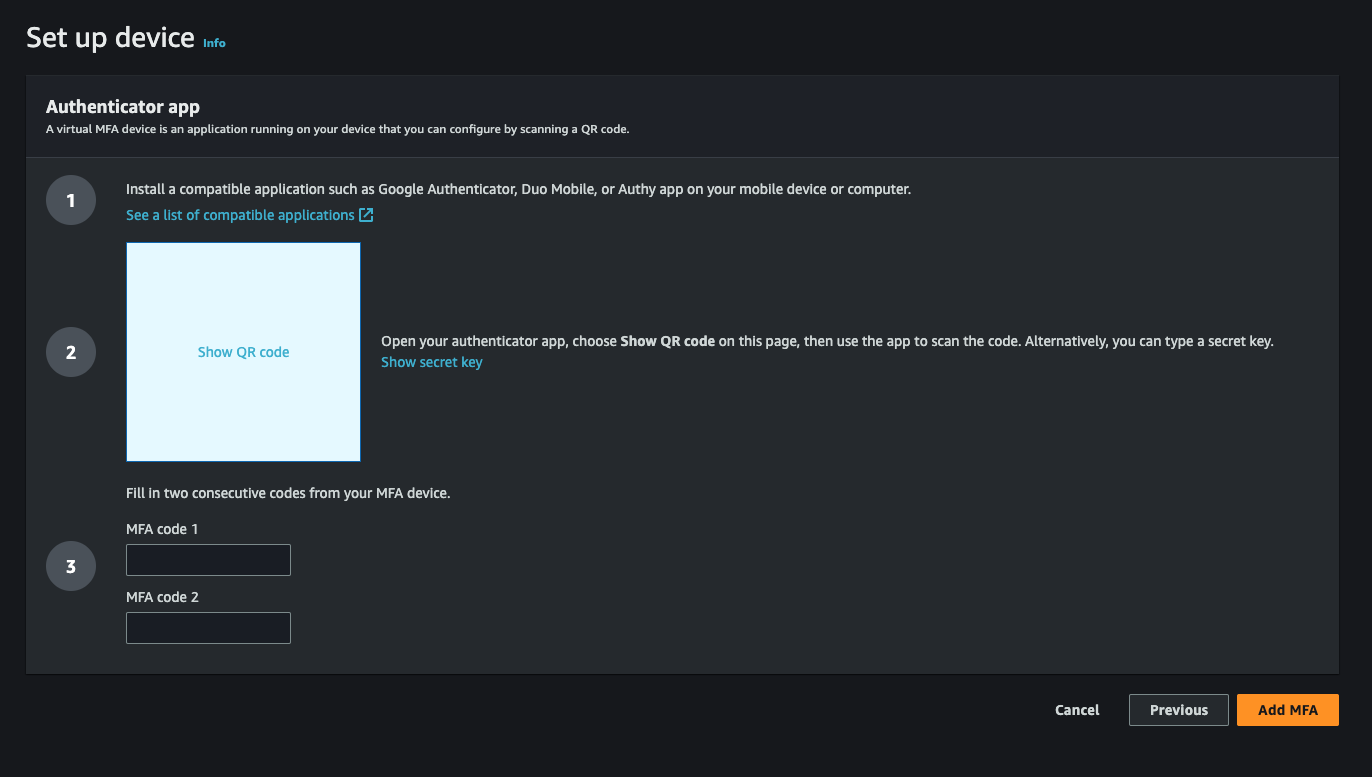 Set up device Info
Authenticator app
A virtual MFA device is an application running on your device that you can configure by scanning a QR code.
1
Install a compatible application such as Google Authenticator, Duo Mobile, or Authy app on your mobile device or computer.
See a list of compatible applications
2
Show QR code
Open your authenticator app, choose Show QR code on this page, then use the app to scan the code. Alternatively, you can type a secret key.
Show secret key
3
Fill in two consecutive codes from your MFA device.
MFA code 1
MFA code 2
Cancel Previous Add MFA